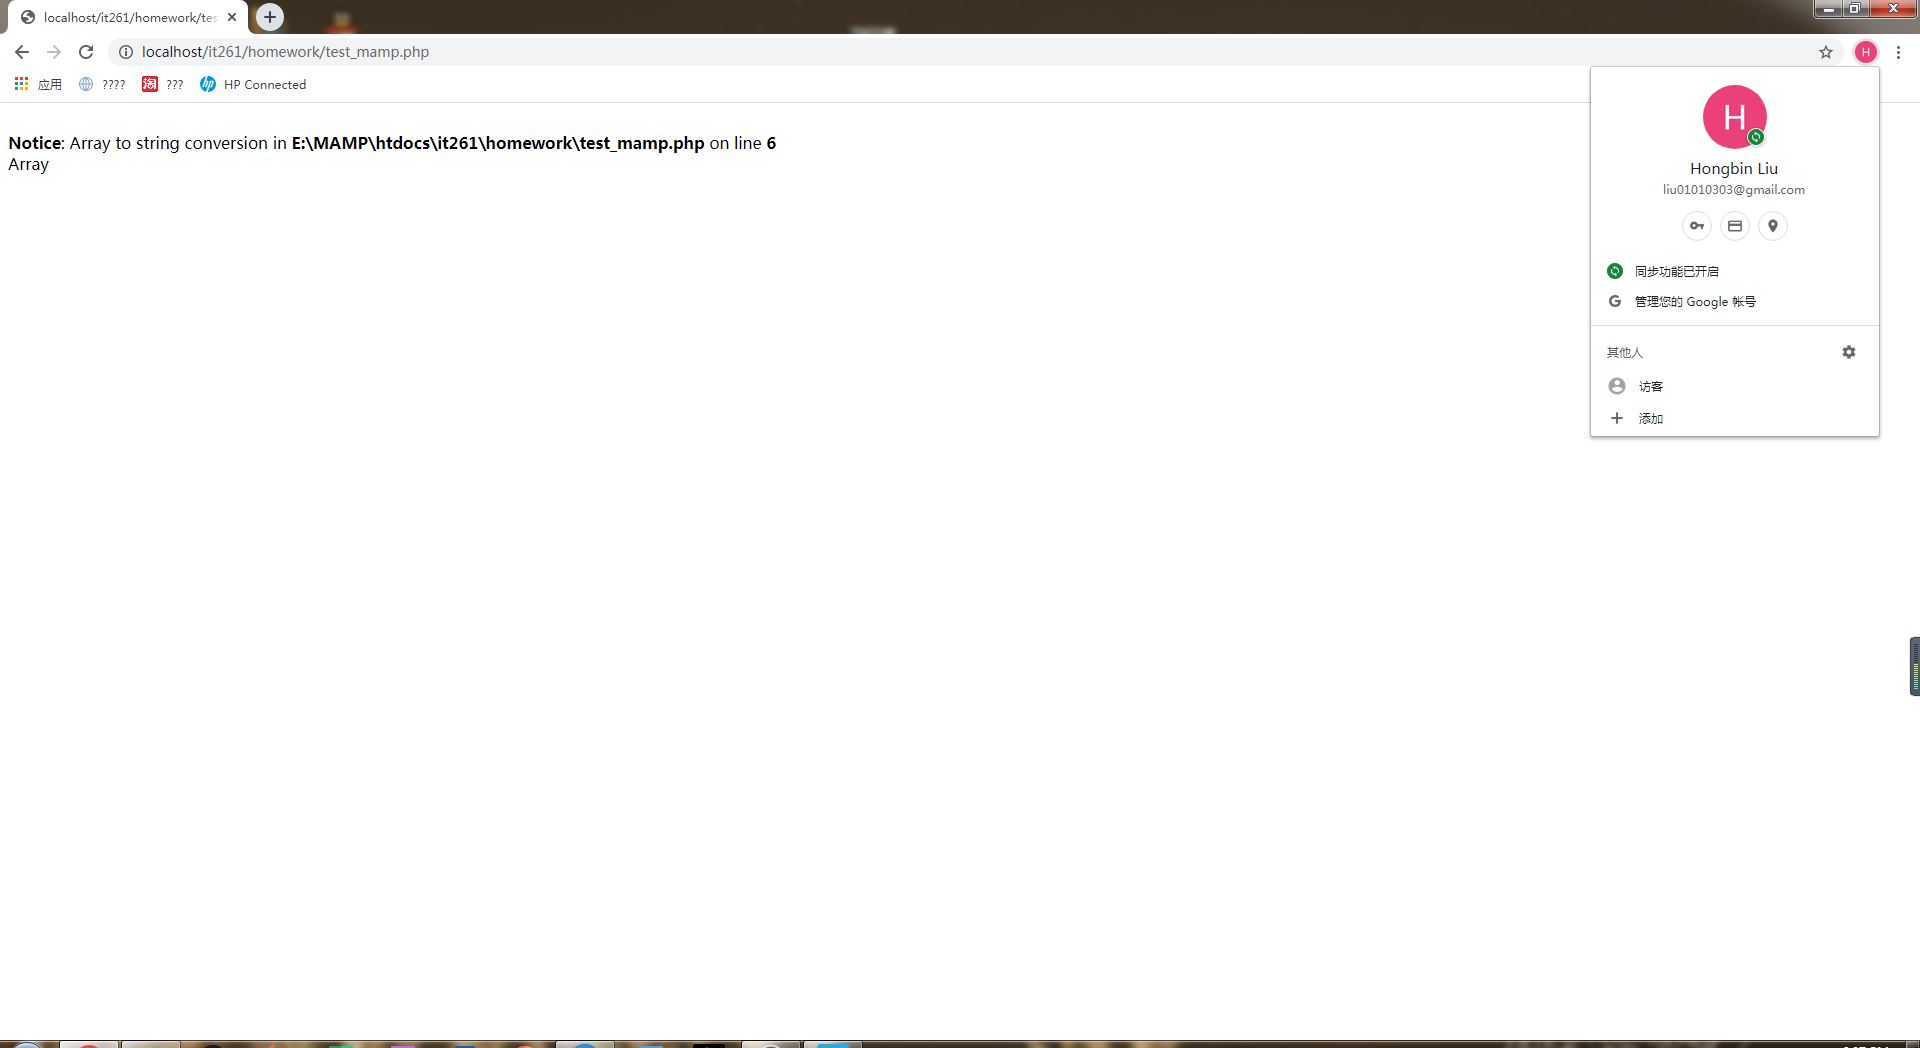 localhost/it261/homework/tes
localhost/it261/homework/test_mamp.php
H
应用 ???? 淘 ??? hp HP Connected
Notice: Array to string conversion in E:\MAMP\htdocs\it261\homework\test_mamp.php on line 6
Array
H
Hongbin Liu
liu01010303@gmail.com
同步功能已开启
G 管理您的 Google 帐号
其他人
访客
添加